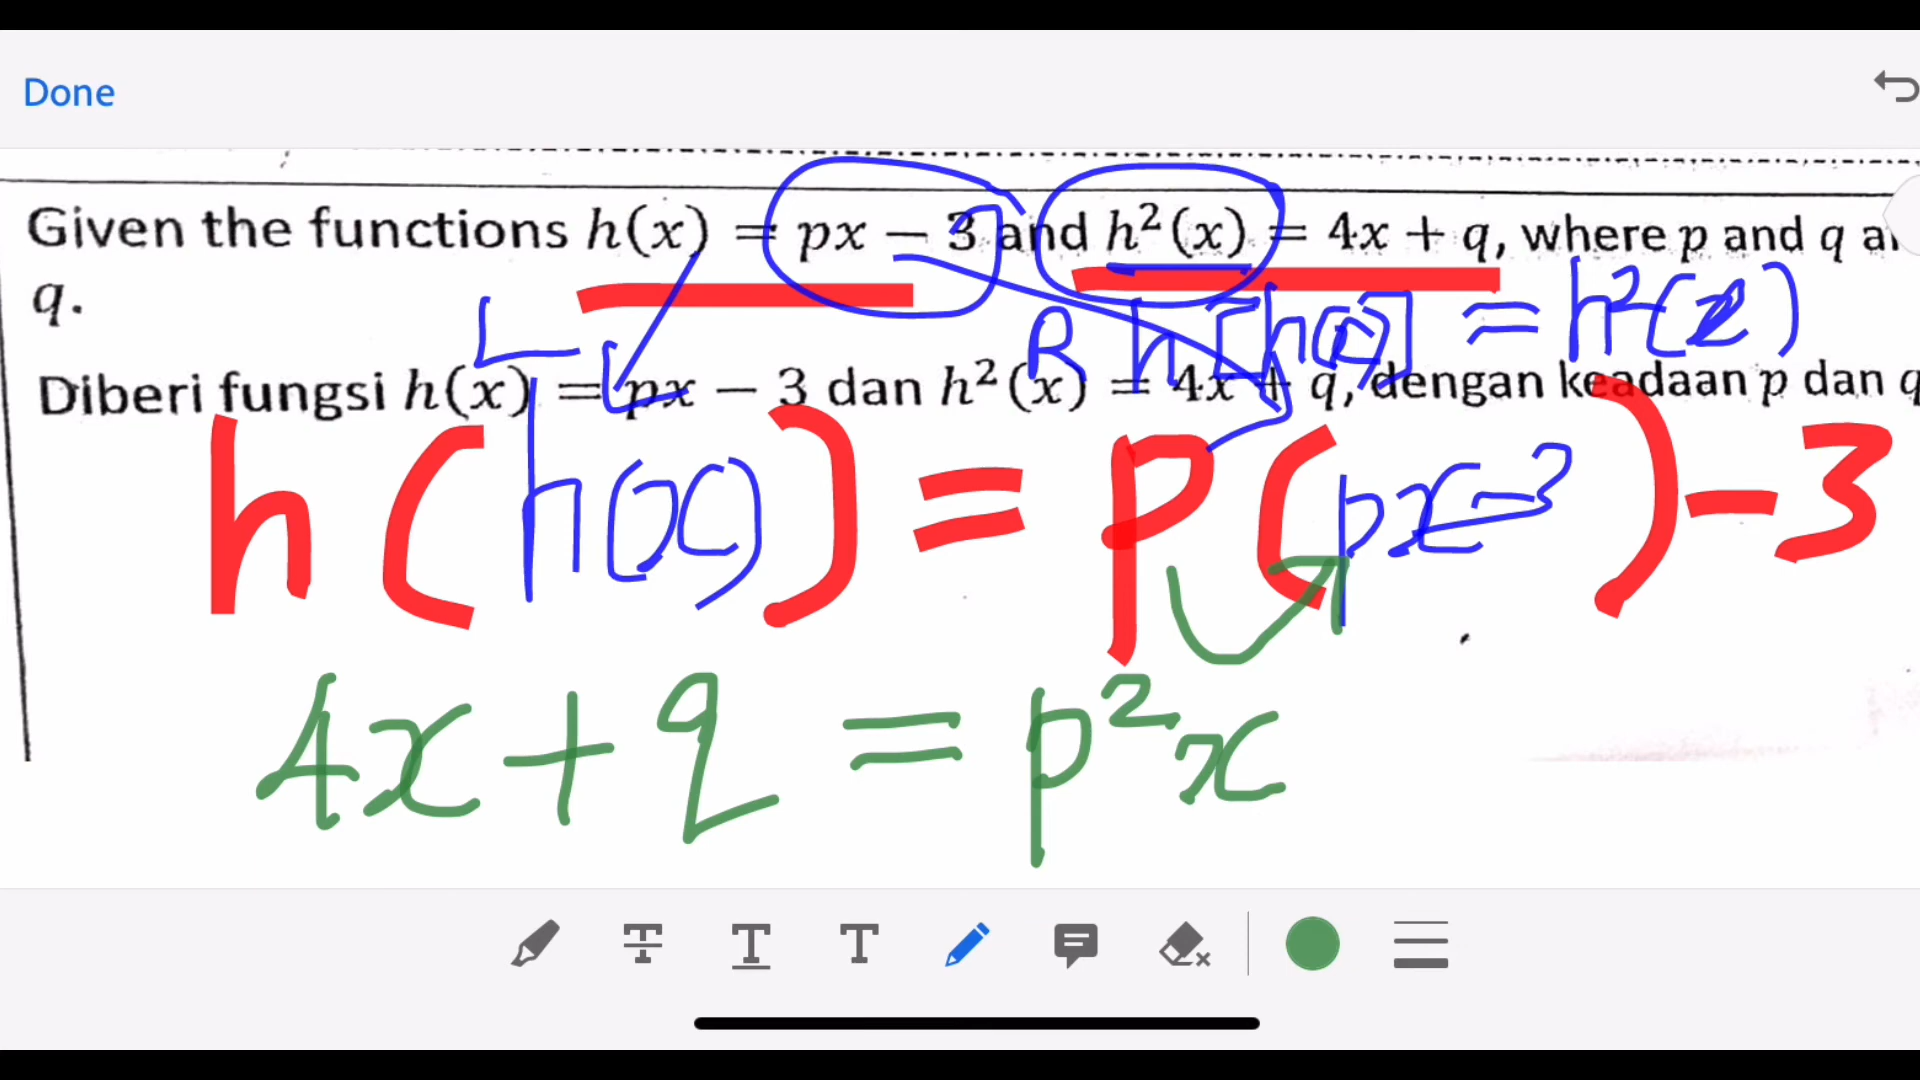 Done
Given the functions h(x) = px − 3 and h²(x) = 4x + q, where p and q
q.
h[h(x)] = h²(x)
Diberi fungsi h(x) = px − 3 dan h²(x) = 4x + q, dengan keadaan p dan q
h(h(x)) = p(px-3)-3
4x+q = p²x